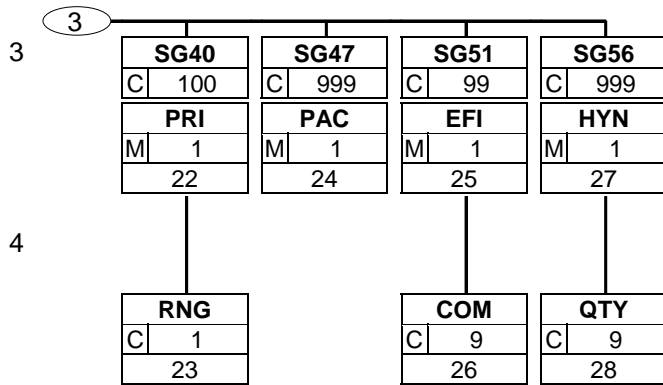 3
3 SG40 SG47 SG51 SG56
C 100 C 999 C 99 C 999
PRI PAC EFI HYN
M 1 M 1 M 1 M 1
22 24 25 27
4
RNG COM QTY
C 1 C 9 C 9
23 26 28